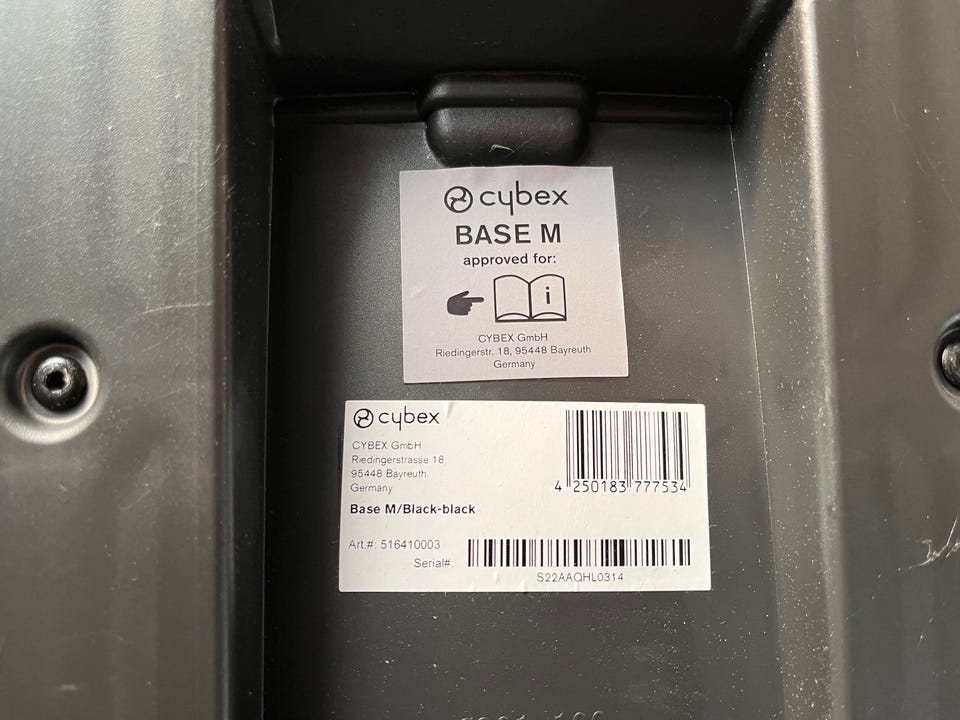 cybex
BASE M
approved for:
i
CYBEX GmbH
Riedingerstr. 18, 95448 Bayreuth
Germany
cybex
CYBEX GmbH
Riedingerstrasse 18
95448 Bayreuth
Germany
4 250183 777534
Base M/Black-black
Art.#: 516410003
Serial#:
S22AAQHL0314